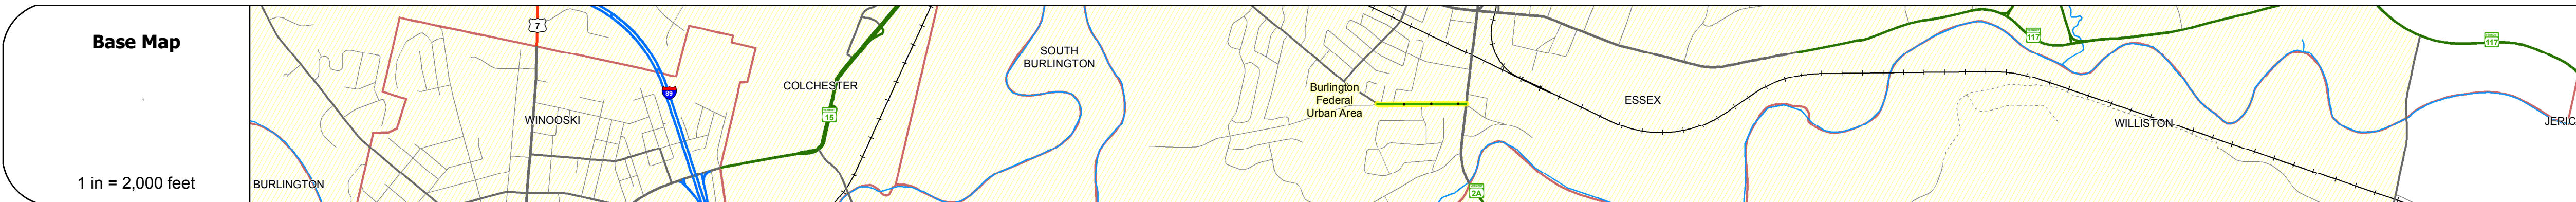 Base Map
1 in = 2,000 feet
BURLINGTON
7
WINOOSKI
89
COLCHESTER
15
SOUTH
BURLINGTON
Burlington
Federal
Urban Area
2A
ESSEX
117
WILLISTON
117
JERIC